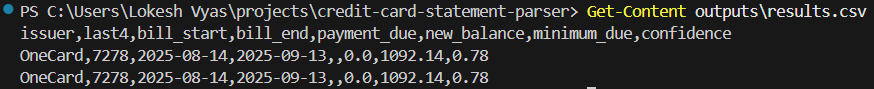 PS C:\Users\Lokesh Vyas\projects\credit-card-statement-parser> Get-Content outputs\results.csv
issuer,last4,bill_start,bill_end,payment_due,new_balance,minimum_due,confidence
OneCard,7278,2025-08-14,2025-09-13,,0.0,1092.14,0.78
OneCard,7278,2025-08-14,2025-09-13,,0.0,1092.14,0.78